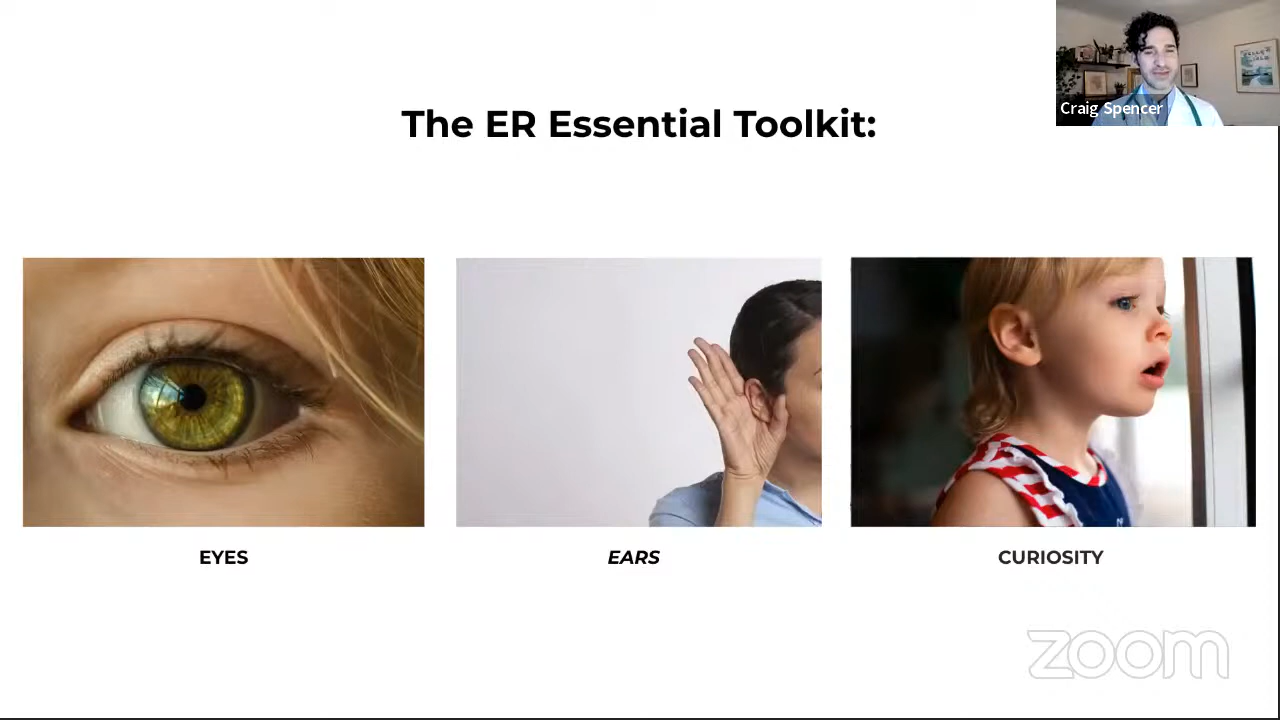 Craig Spencer
The ER Essential Toolkit:
EYES
EARS
CURIOSITY
zoom